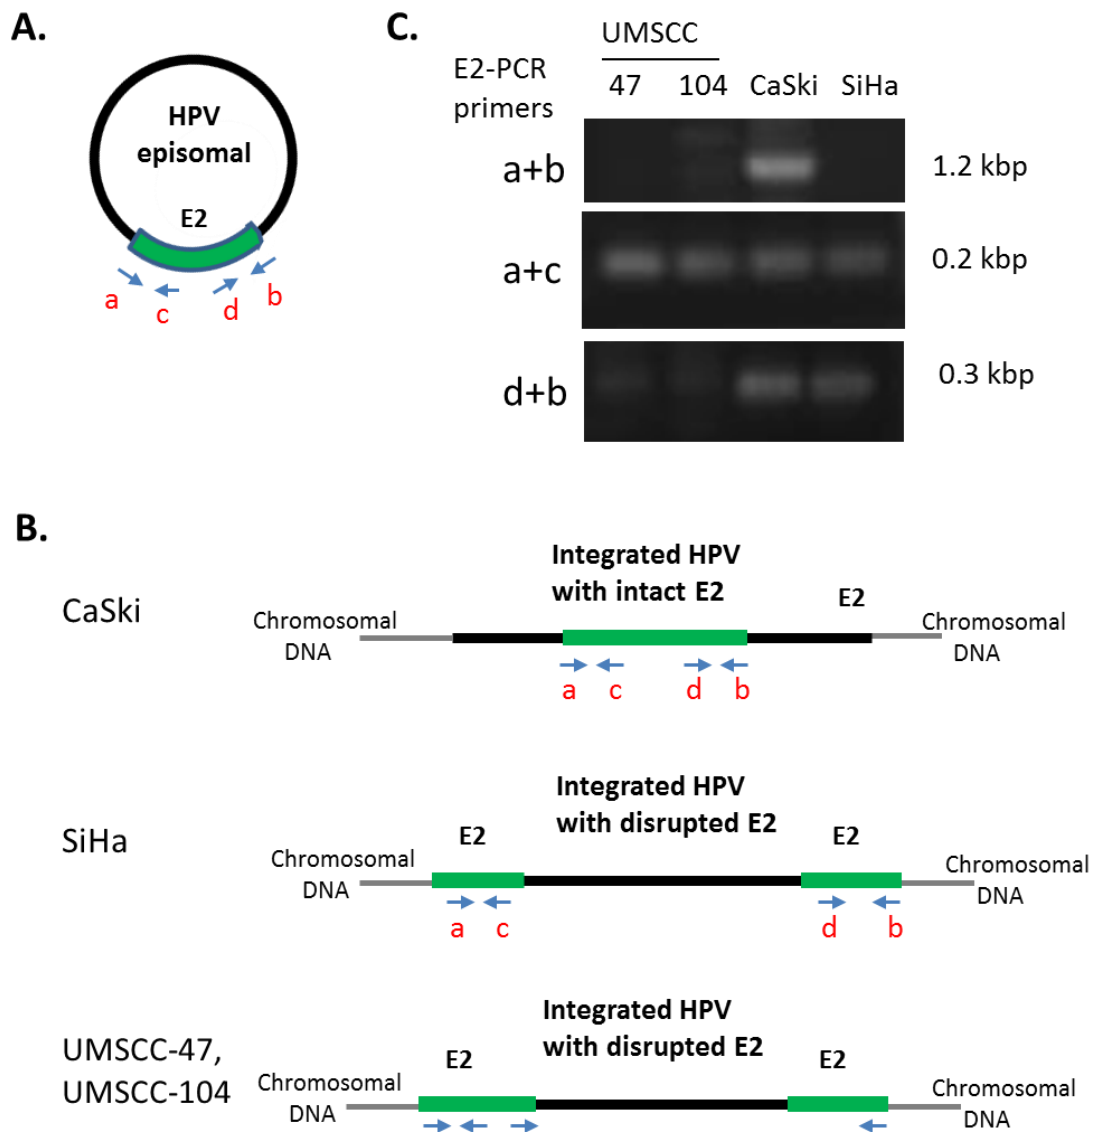 A.
HPV
episomal
E2
a
c
d
b
C.
UMSCC
E2-PCR
primers
47 104 CaSki SiHa
a+b
1.2 kbp
a+c
0.2 kbp
d+b
0.3 kbp
B.
CaSki
Integrated HPV
with intact E2
E2
Chromosomal
DNA
Chromosomal
DNA
a c d b
SiHa
Integrated HPV
with disrupted E2
E2
E2
Chromosomal
DNA
Chromosomal
DNA
a c d b
UMSCC-47,
UMSCC-104
Integrated HPV
with disrupted E2
E2
E2
Chromosomal
DNA
Chromosomal
DNA